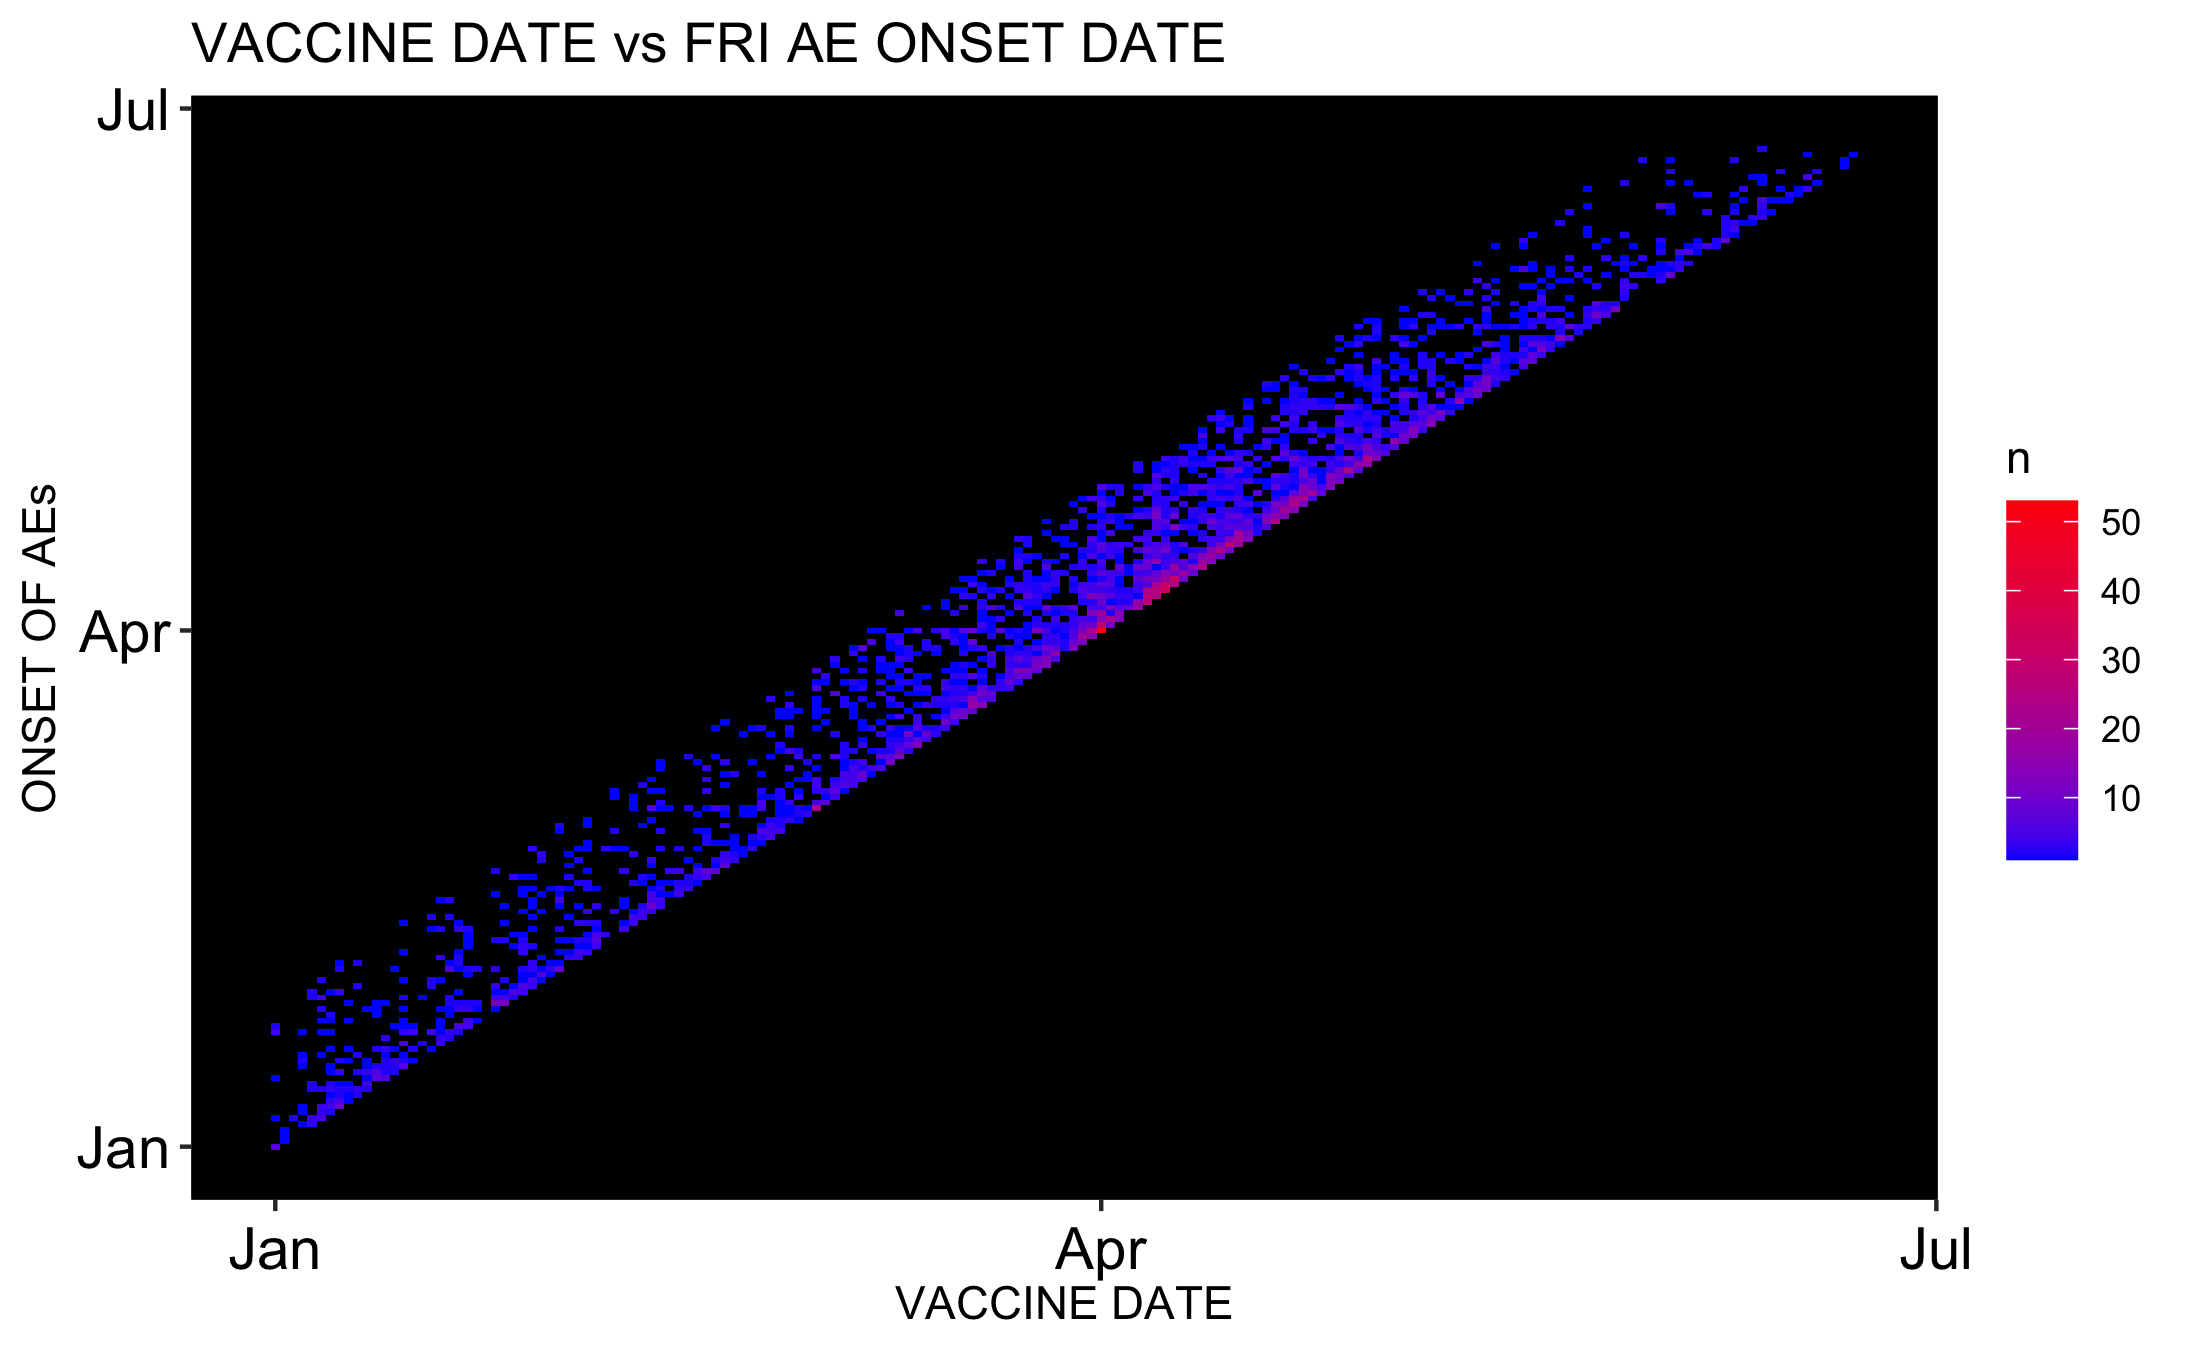 VACCINE DATE vs FRI AE ONSET DATE
Jul
Apr
Jan
ONSET OF AEs
Jan
Apr
Jul
VACCINE DATE
n
50
40
30
20
10